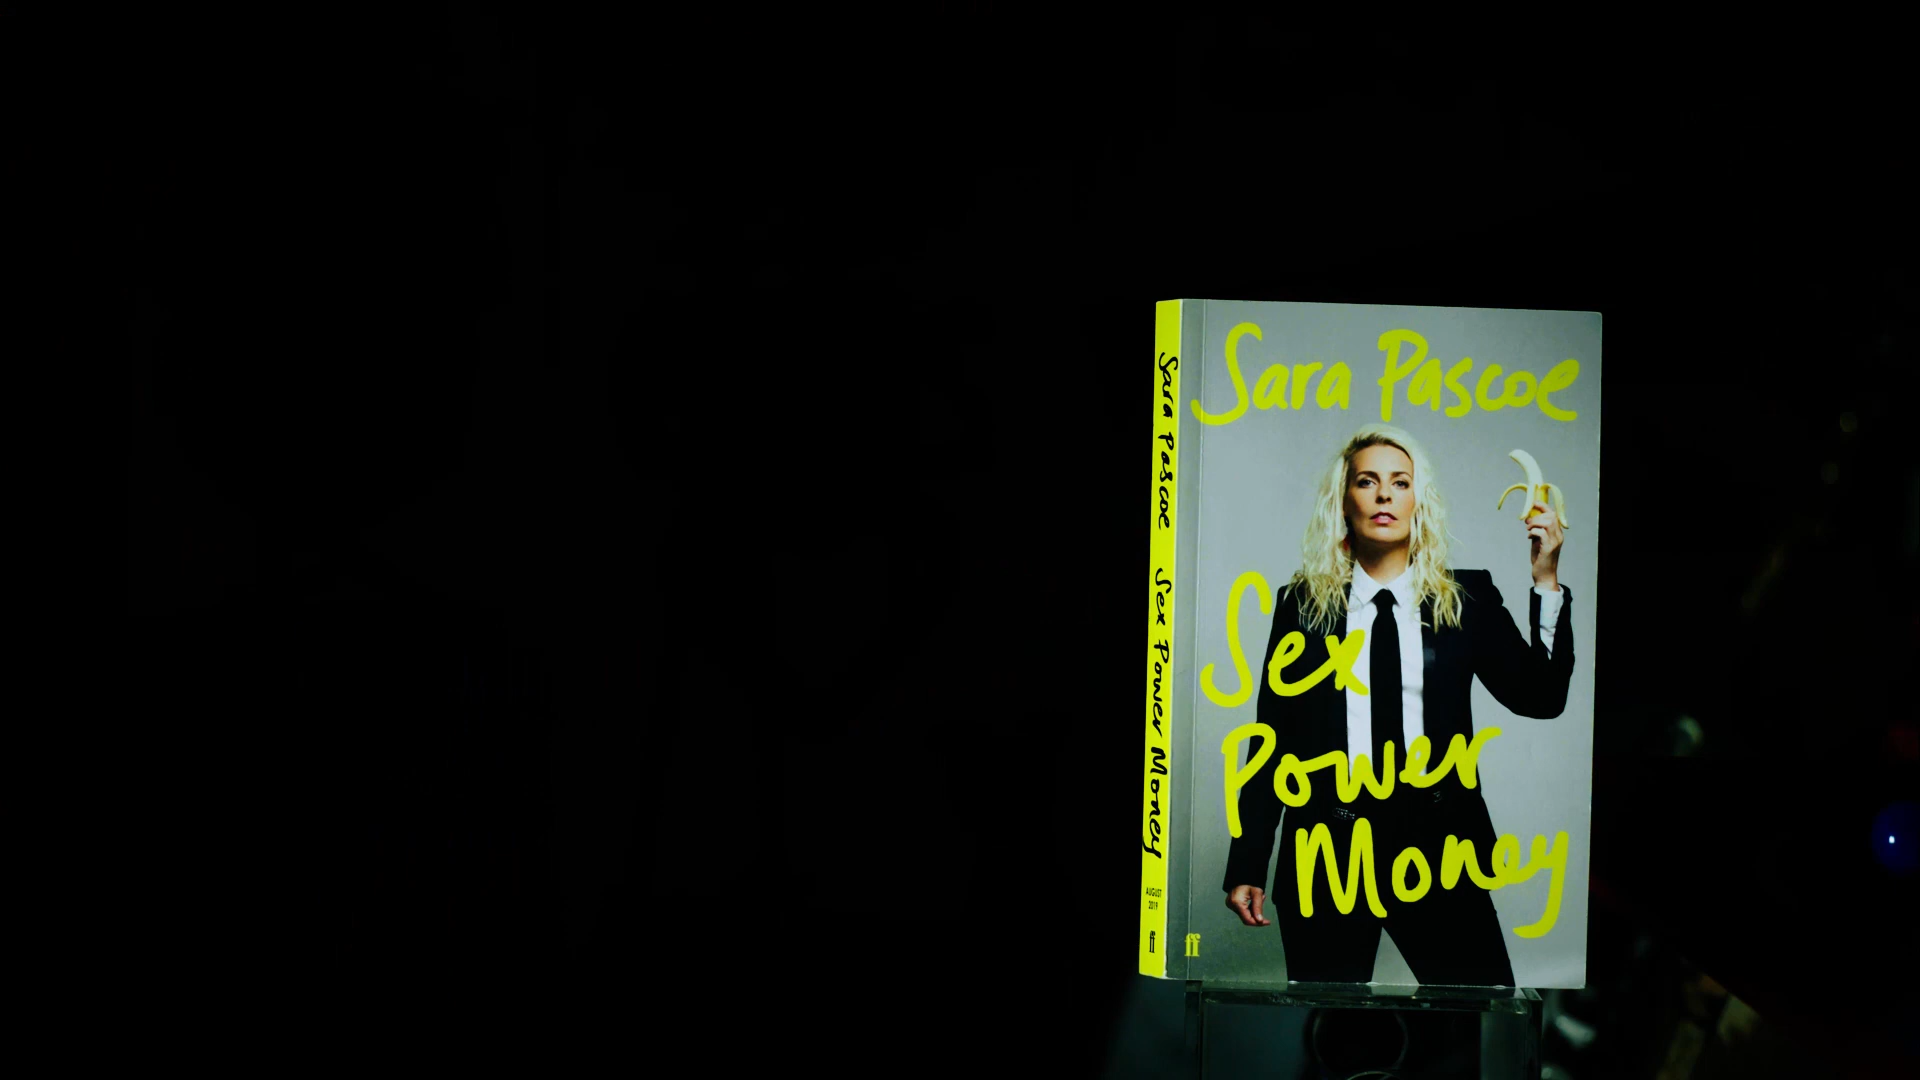 Sara Pascoe
Sex
Power
Money
ff
Sara Pascoe Sex Power Money
AUGUST
2019
ff